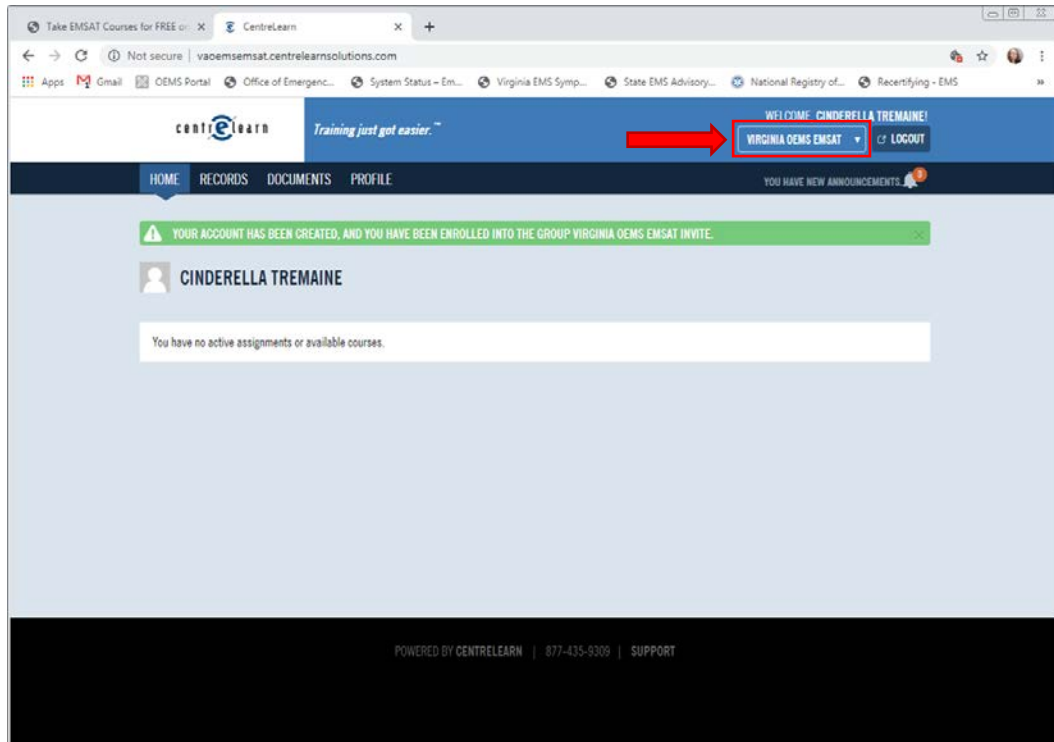 Take EMSAT Courses for FREE on
CentreLearn
Not secure | vaoemsemsat.centrelearnsolutions.com
Apps Gmail OEMS Portal Office of Emergenc... System Status – Em... Virginia EMS Symp... State EMS Advisory... National Registry of... Recertifying - EMS »
centrelearn Training just got easier.™
WELCOME, CINDERELLA TREMAINE!
VIRGINIA OEMS EMSAT LOGOUT
HOME RECORDS DOCUMENTS PROFILE YOU HAVE NEW ANNOUNCEMENTS. 3
YOUR ACCOUNT HAS BEEN CREATED, AND YOU HAVE BEEN ENROLLED INTO THE GROUP VIRGINIA OEMS EMSAT INVITE.
CINDERELLA TREMAINE
You have no active assignments or available courses.
POWERED BY CENTRELEARN | 877-435-9309 | SUPPORT